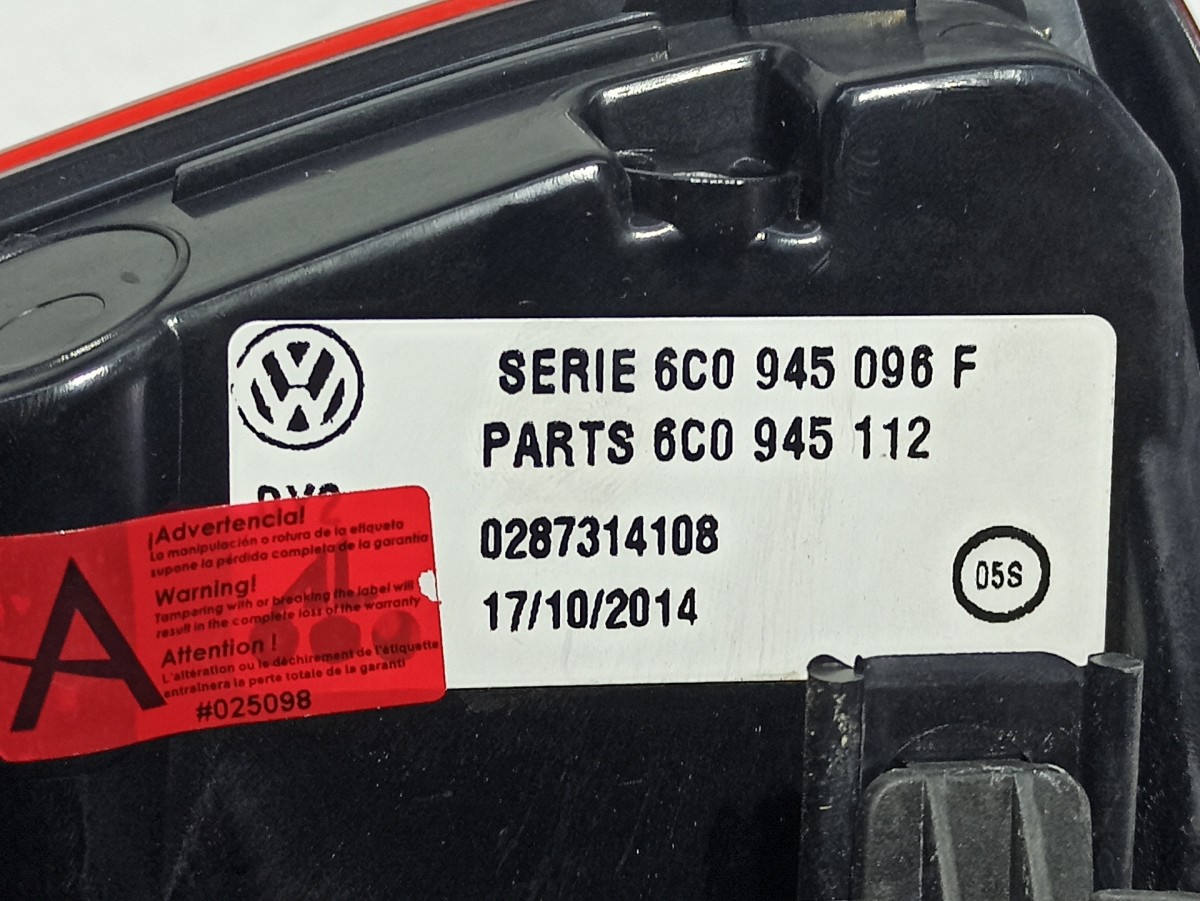 SERIE 6C0 945 096 F
PARTS 6C0 945 112
0287314108
17/10/2014
05S
¡Advertencia!
La manipulación o rotura de la etiqueta
supone la pérdida completa de la garantía
Warning!
Tampering with or breaking the label will
result in the complete loss of the warranty
Attention !
L'altération ou le déchirement de l'étiquette
entraînera la perte totale de la garanti
#025098
A